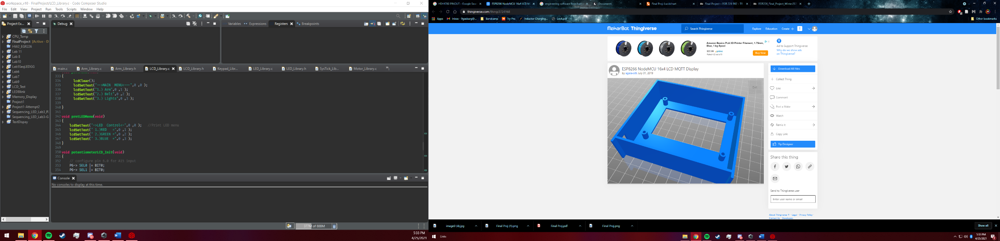 workspace_v10 - FinalProject/LCD_Library.c - Code Composer Studio
File Edit View Project Run Tools Scripts Window Help
Project Ex...
CPU_Temp
FinalProject [Active - D
HW2_EGR226
Lab 11
Lab 8
Lab10
Lab5SeqLEDGG
Lab6
Lab7
Lab9
LCD_Test
LEDBlink
Memory_Display
Project1
Project1-Attempt2
Sequencing_LED_Lab3_P.
Sequencing_LED_Lab3-G
TextDispay
Debug
Variables Expressions Registers Breakpoints
main.c Arm_Library.c Arm_Library.h LCD_Library.c LCD_Library.h Keypad_Libr... LED_Library.c LED_Library.h SysTick_Lib... Motor_Library.c
333 {
334 lcdClear();
335 lcdSetText("-->MAIN MENU<---",0 ,0 );
336 lcdSetText("1.) Arm",0 ,1 );
337 lcdSetText("2.) Belt",0 ,2 );
338 lcdSetText("3.) Lights",0 ,3 );
339
340 }
341
342 void prntLEDMenu(void)
343 {
344 lcdSetText("->LED Control<-",0 ,0 ); //Print LED menu
345 lcdSetText(" 1.)RED =",0 ,1 );
346 lcdSetText(" 2.)GREEN =",0 ,2 );
347 lcdSetText(" 3.)BLUE =",0 ,3 );
348 }
349
350 void potentiometerLCD_Init(void)
351 {
352 // configure pin 6.0 for A15 input
353 P6-> SEL0 |= BIT0;
354 P6-> SEL1 |= BIT0;
Console
No consoles to display at this time.
377M of 888M
5:33 PM
4/25/2021
HD44780 PINOUT - Google Sear
ESP8266 NodeMCU 16x4 LCD M
engineering software flowchart
Documents
Final Proj: Lucidchart
Final Project – EGR 226 902 – TR
EGR226_Final_Project_Winter202
thingiverse.com/thing:3724168
Apps Inbox - 9gasbarg@... Bandcamp Try Pro Inductor Charging... Lec4.pdf Other bookmarks
MakerBot Thingiverse
Search Thingiverse
Explore Education Create
Amazon Basics PLA 3D Printer Filament, 1.75mm,
Blue, 1 kg Spool
$22.98 prime
Rated 4.2 out of 5
Buy Now
Ad to Support Thingiverse
Why do we show ads
on Thingiverse?
ESP8266 NodeMCU 16x4 LCD MQTT Display
by agalavotti July 01, 2019
Exit
Download All Files
Collect Thing
Like
Comment
Post a Make
Watch
Remix it
Copy Link
Tip Designer
Share this thing
Send to Thingiverse user
Enter user name or email
About Thingiverse ® · Legal · Privacy Policy ·
Contact Us · Developers
image0 (4).jpg
Final Proj (1).png
Final Proj.pdf
Final Proj.png
Show all
Links
5:33 PM
4/25/2021